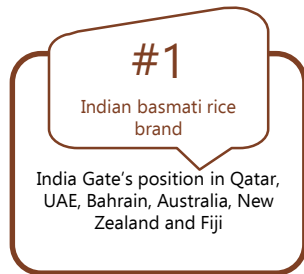 #1
Indian basmati rice
brand
India Gate's position in Qatar,
UAE, Bahrain, Australia, New
Zealand and Fiji